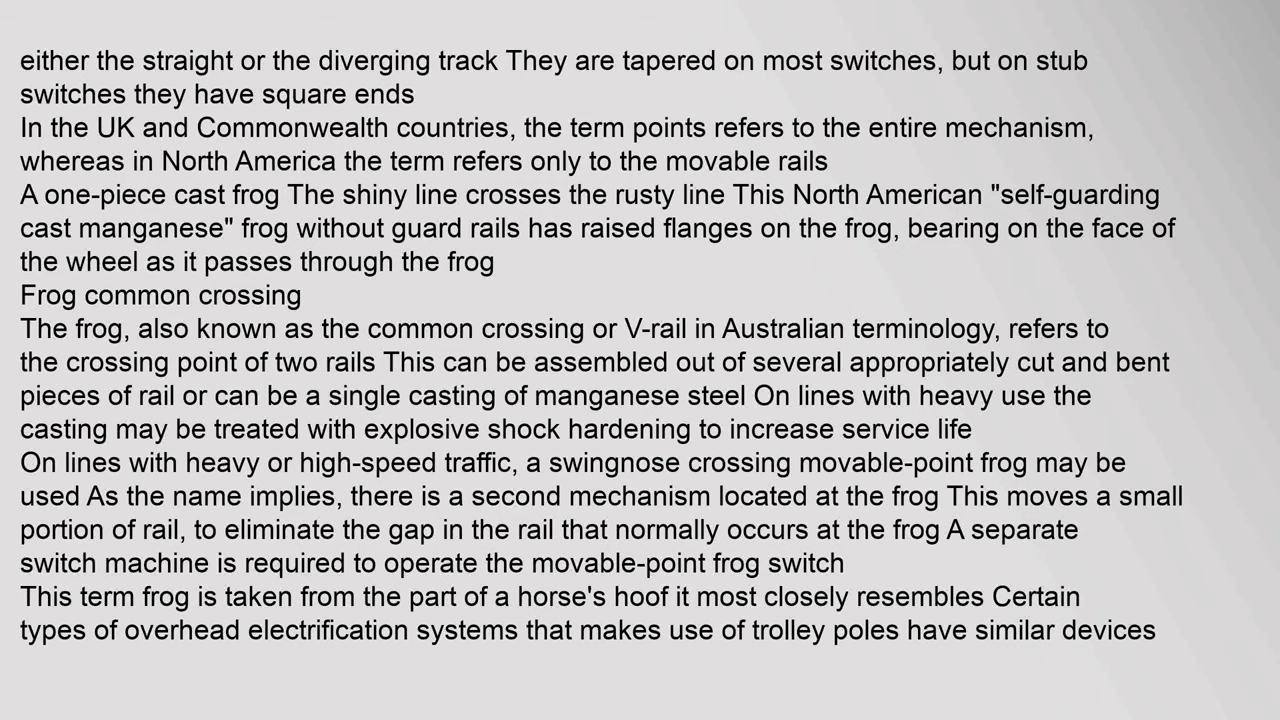 either the straight or the diverging track They are tapered on most switches, but on stub
switches they have square ends
In the UK and Commonwealth countries, the term points refers to the entire mechanism,
whereas in North America the term refers only to the movable rails
A one-piece cast frog The shiny line crosses the rusty line This North American "self-guarding
cast manganese" frog without guard rails has raised flanges on the frog, bearing on the face of
the wheel as it passes through the frog
Frog common crossing
The frog, also known as the common crossing or V-rail in Australian terminology, refers to
the crossing point of two rails This can be assembled out of several appropriately cut and bent
pieces of rail or can be a single casting of manganese steel On lines with heavy use the
casting may be treated with explosive shock hardening to increase service life
On lines with heavy or high-speed traffic, a swingnose crossing movable-point frog may be
used As the name implies, there is a second mechanism located at the frog This moves a small
portion of rail, to eliminate the gap in the rail that normally occurs at the frog A separate
switch machine is required to operate the movable-point frog switch
This term frog is taken from the part of a horse's hoof it most closely resembles Certain
types of overhead electrification systems that makes use of trolley poles have similar devices